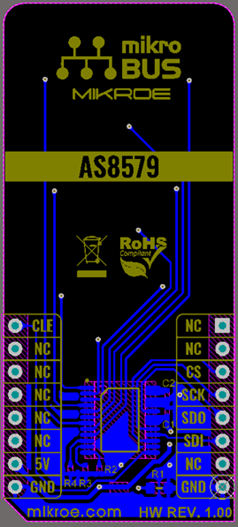 mikro
BUS
MIKROE
AS8579
RoHS
Compliant
CLE NC
NC NC
NC CS
NC SCK
NC SDO
NC SDI
5V NC
GND GND
C2
R2
R4 R3
R1
mikroe.com HW REV. 1.00